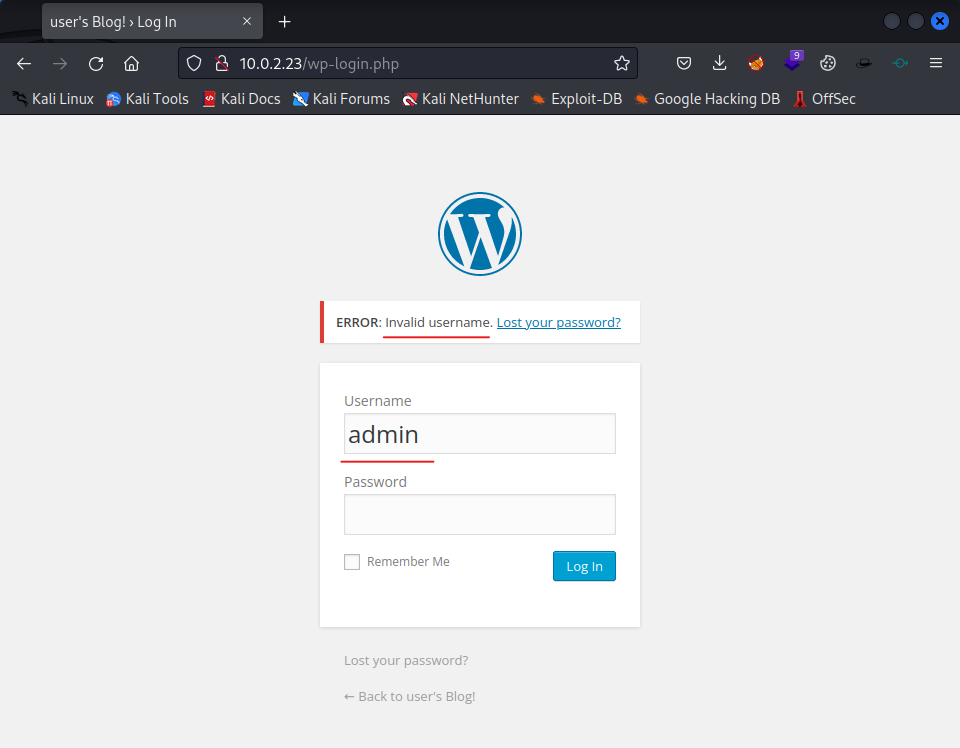 user's Blog! › Log In
10.0.2.23/wp-login.php
9
Kali Linux Kali Tools Kali Docs Kali Forums Kali NetHunter Exploit-DB Google Hacking DB OffSec
ERROR: Invalid username. Lost your password?
Username
admin
Password
Remember Me
Log In
Lost your password?
← Back to user's Blog!